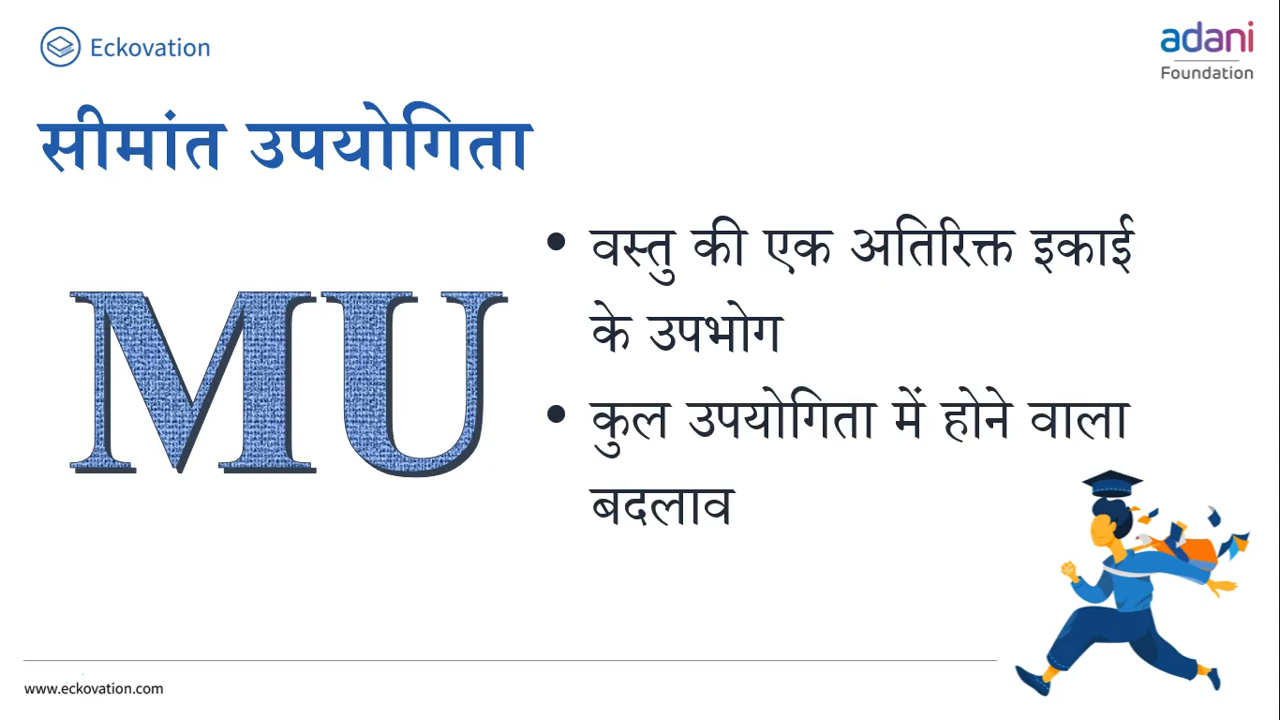 Eckovation
adani
Foundation
सीमांत उपयोगिता
MU
• वस्तु की एक अतिरिक्त इकाई
के उपभोग
• कुल उपयोगिता में होने वाला
बदलाव
www.eckovation.com